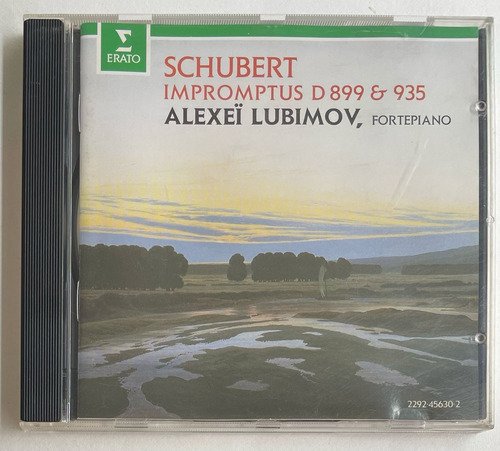 ERATO
SCHUBERT
IMPROMPTUS D 899 & 935
ALEXEÏ LUBIMOV, FORTEPIANO
2292-45630-2